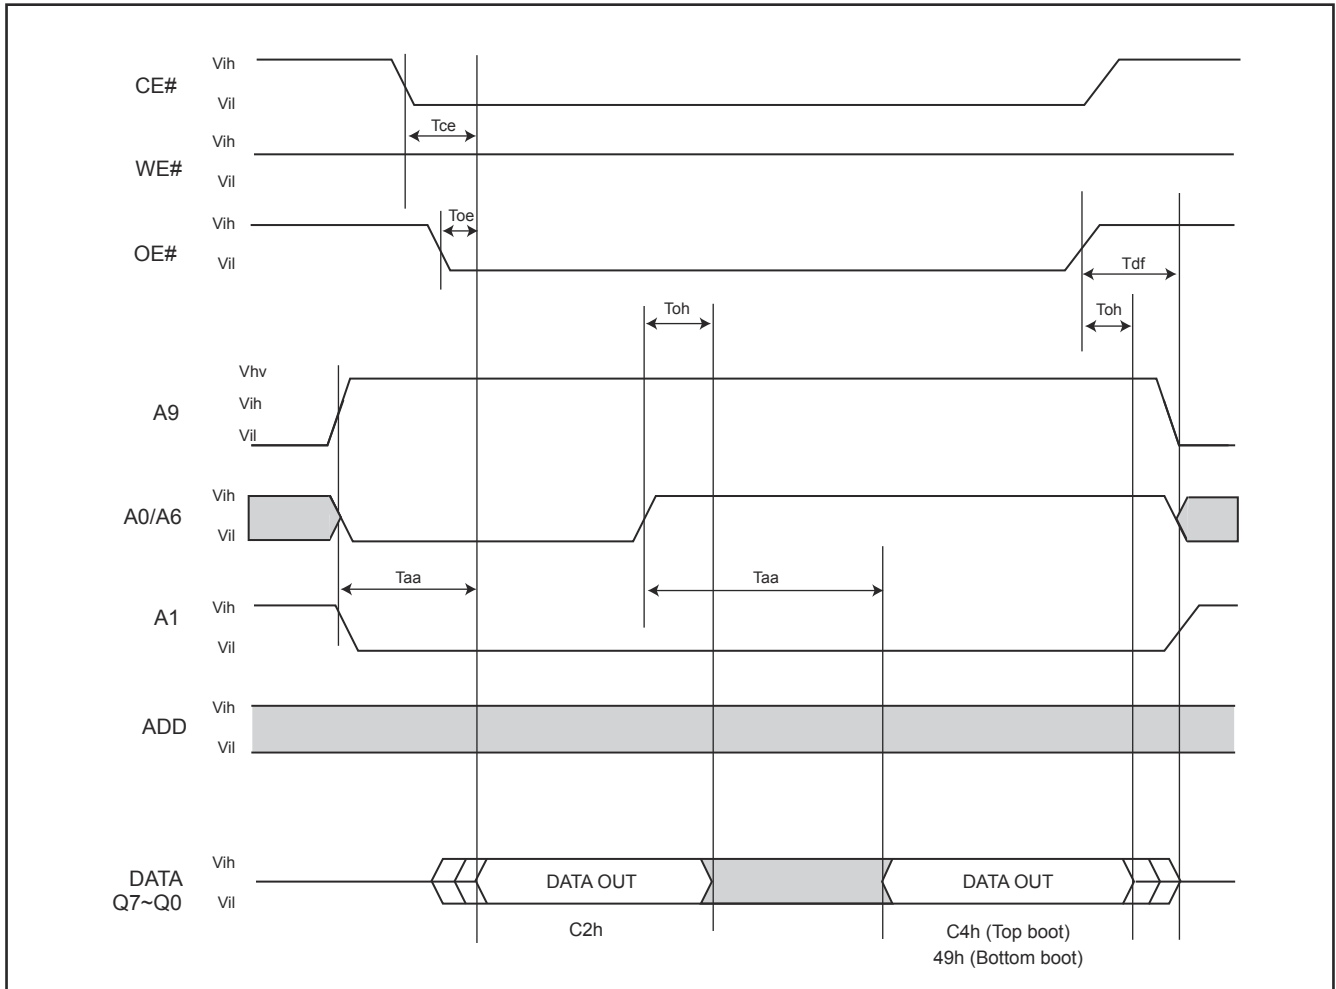 Vih
CE#
Vil
Tce
Vih
WE#
Vil
Vih
Toe
OE#
Vil
Tdf
Toh
Toh
Vhv
Vih
A9
Vil
Vih
A0/A6
Vil
Taa
Taa
Vih
A1
Vil
Vih
ADD
Vil
Vih
DATA
Q7~Q0
Vil
DATA OUT
DATA OUT
C2h
C4h (Top boot)
49h (Bottom boot)